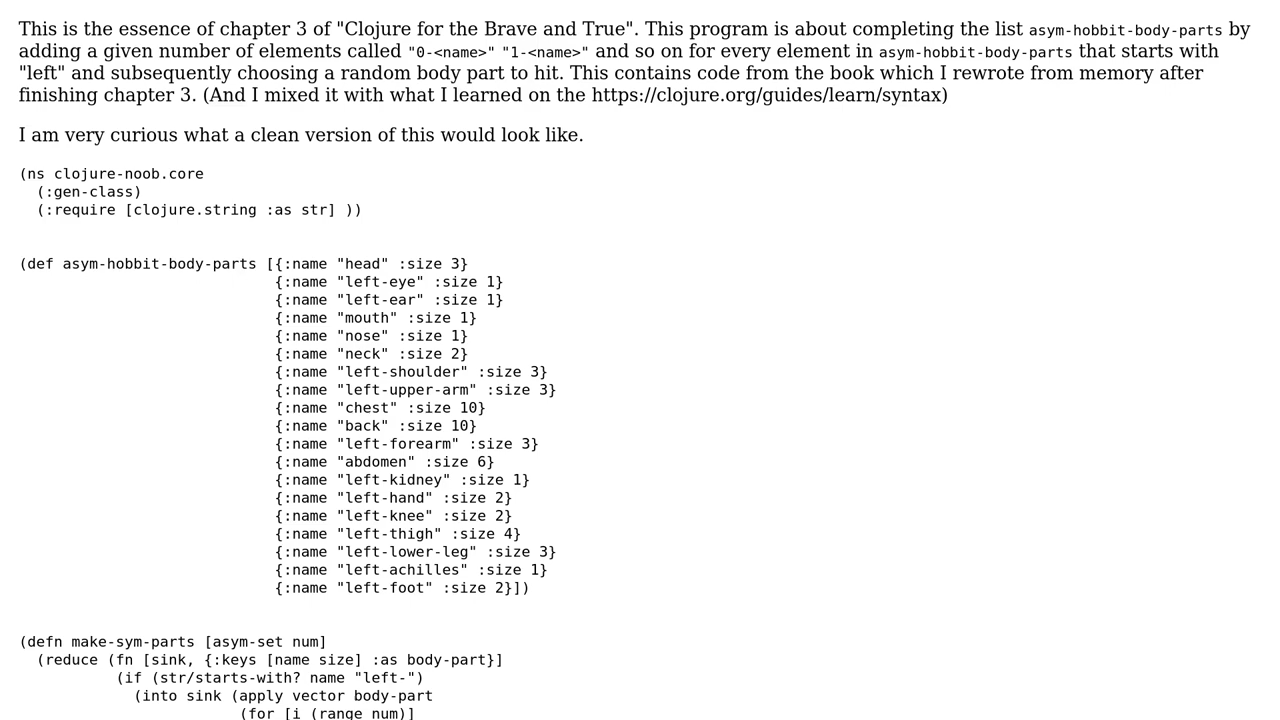 This is the essence of chapter 3 of "Clojure for the Brave and True". This program is about completing the list asym-hobbit-body-parts by
adding a given number of elements called "0-<name>" "1-<name>" and so on for every element in asym-hobbit-body-parts that starts with
"left" and subsequently choosing a random body part to hit. This contains code from the book which I rewrote from memory after
finishing chapter 3. (And I mixed it with what I learned on the https://clojure.org/guides/learn/syntax)
I am very curious what a clean version of this would look like.
(ns clojure-noob.core
  (:gen-class)
  (:require [clojure.string :as str] ))
(def asym-hobbit-body-parts [{:name "head" :size 3}
                             {:name "left-eye" :size 1}
                             {:name "left-ear" :size 1}
                             {:name "mouth" :size 1}
                             {:name "nose" :size 1}
                             {:name "neck" :size 2}
                             {:name "left-shoulder" :size 3}
                             {:name "left-upper-arm" :size 3}
                             {:name "chest" :size 10}
                             {:name "back" :size 10}
                             {:name "left-forearm" :size 3}
                             {:name "abdomen" :size 6}
                             {:name "left-kidney" :size 1}
                             {:name "left-hand" :size 2}
                             {:name "left-knee" :size 2}
                             {:name "left-thigh" :size 4}
                             {:name "left-lower-leg" :size 3}
                             {:name "left-achilles" :size 1}
                             {:name "left-foot" :size 2}])
(defn make-sym-parts [asym-set num]
  (reduce (fn [sink, {:keys [name size] :as body-part}]
           (if (str/starts-with? name "left-")
             (into sink (apply vector body-part
                         (for [i (range num)]